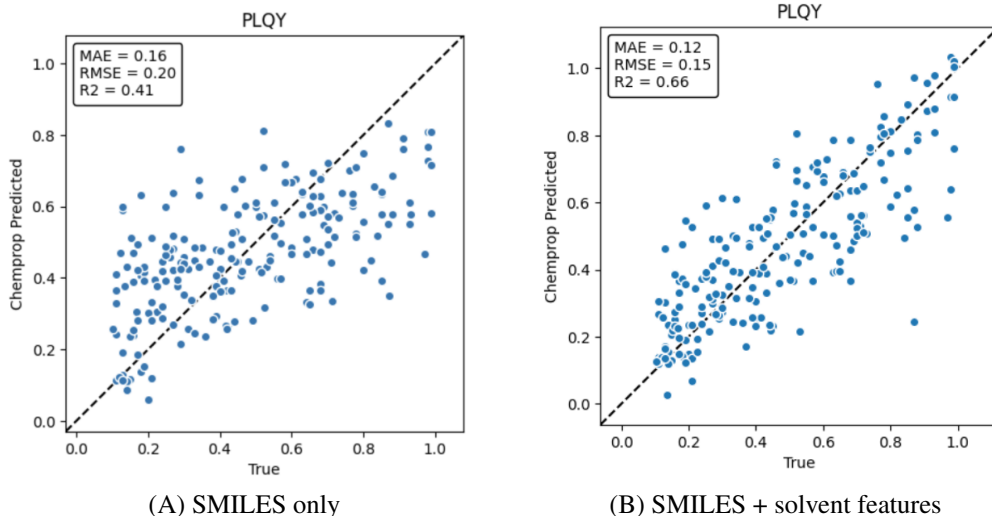 PLQY
MAE = 0.16
RMSE = 0.20
R2 = 0.41
Chemprop Predicted
1.0
0.8
0.6
0.4
0.2
0.0
0.0 0.2 0.4 0.6 0.8 1.0
True
(A) SMILES only
PLQY
MAE = 0.12
RMSE = 0.15
R2 = 0.66
Chemprop Predicted
1.0
0.8
0.6
0.4
0.2
0.0
0.0 0.2 0.4 0.6 0.8 1.0
True
(B) SMILES + solvent features